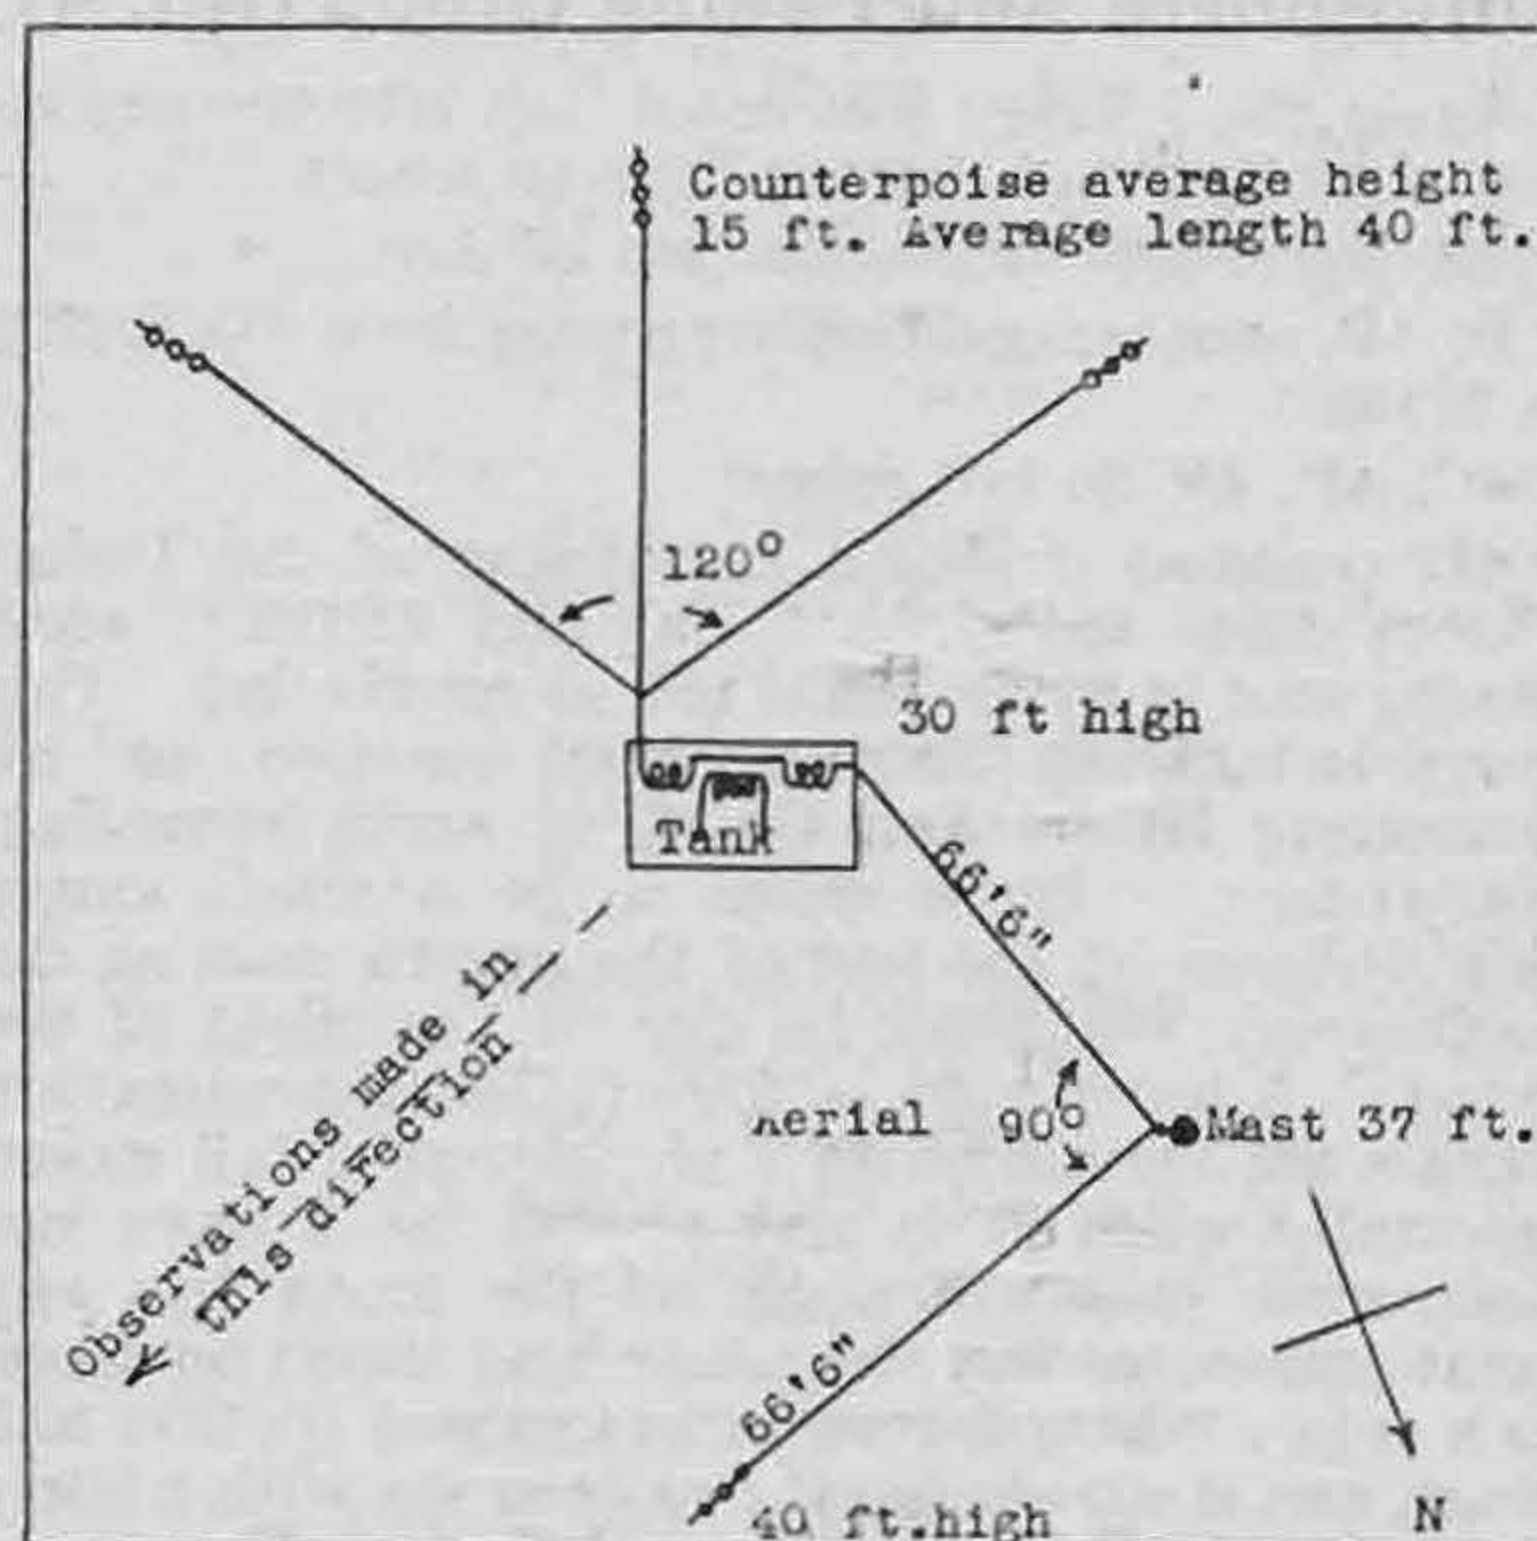 Counterpoise average height
15 ft. Average length 40 ft.
120°
30 ft high
Tank
66'6"
Observations made in
this direction
Aerial 90° Mast 37 ft.
66'6"
40 ft.high
N